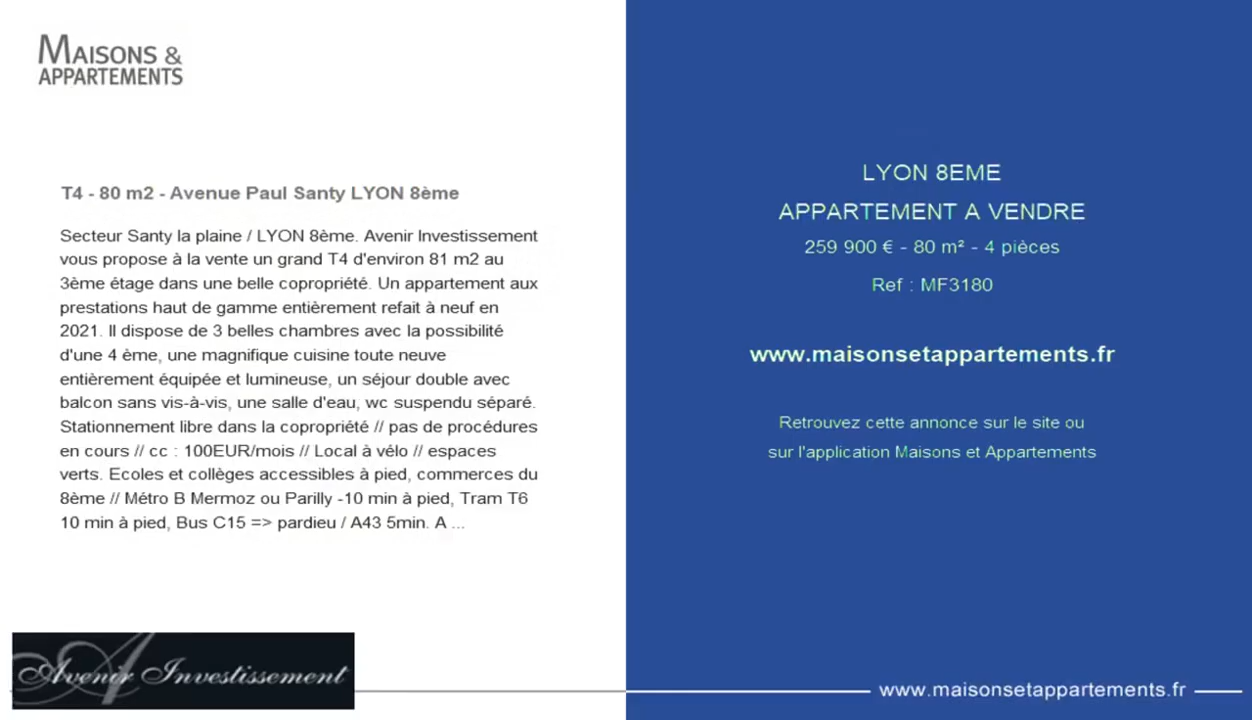 MAISONS &
APPARTEMENTS
T4 - 80 m2 - Avenue Paul Santy LYON 8ème
Secteur Santy la plaine / LYON 8ème. Avenir Investissement
vous propose à la vente un grand T4 d'environ 81 m2 au
3ème étage dans une belle copropriété. Un appartement aux
prestations haut de gamme entièrement refait à neuf en
2021. Il dispose de 3 belles chambres avec la possibilité
d'une 4 ème, une magnifique cuisine toute neuve
entièrement équipée et lumineuse, un séjour double avec
balcon sans vis-à-vis, une salle d'eau, wc suspendu séparé.
Stationnement libre dans la copropriété // pas de procédures
en cours // cc : 100EUR/mois // Local à vélo // espaces
verts. Ecoles et collèges accessibles à pied, commerces du
8ème // Métro B Mermoz ou Parilly -10 min à pied, Tram T6
10 min à pied, Bus C15 => pardieu / A43 5min. A ...
Avenir Investissement
LYON 8EME
APPARTEMENT A VENDRE
259 900 € - 80 m² - 4 pièces
Ref : MF3180
www.maisonsetappartements.fr
Retrouvez cette annonce sur le site ou
sur l'application Maisons et Appartements
www.maisonsetappartements.fr